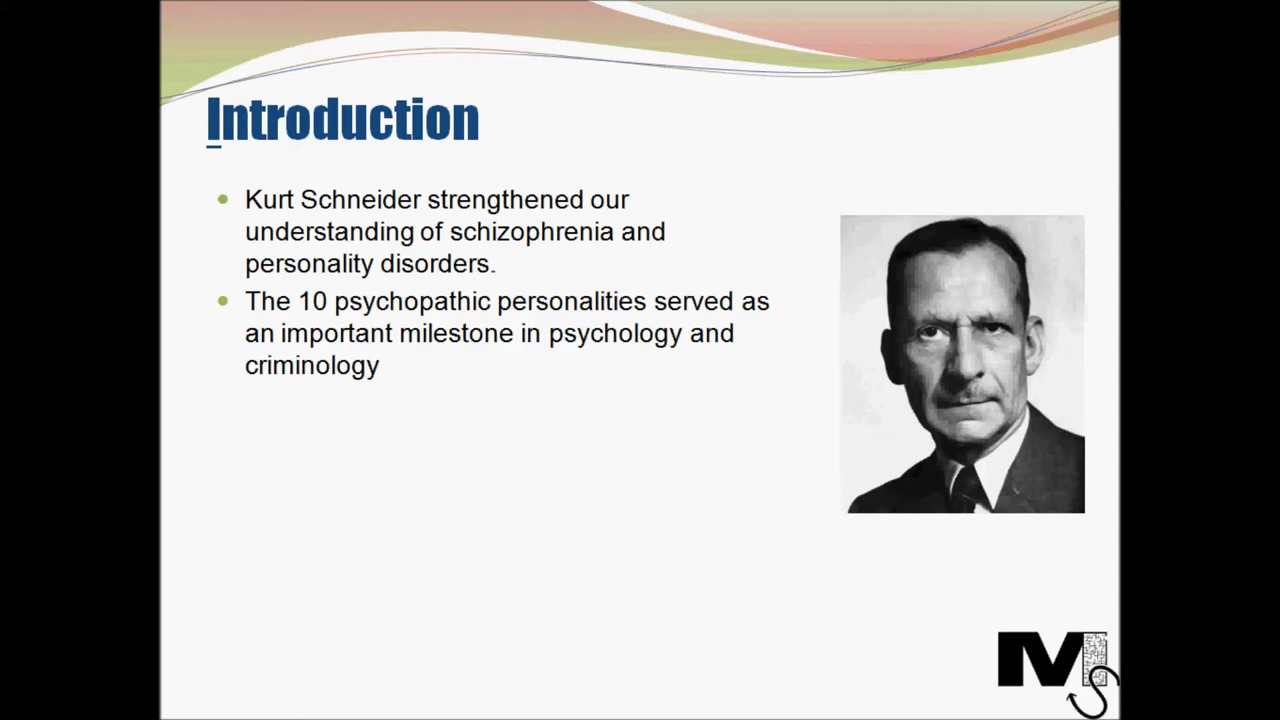 Introduction
Kurt Schneider strengthened our
understanding of schizophrenia and
personality disorders.
The 10 psychopathic personalities served as
an important milestone in psychology and
criminology
MS